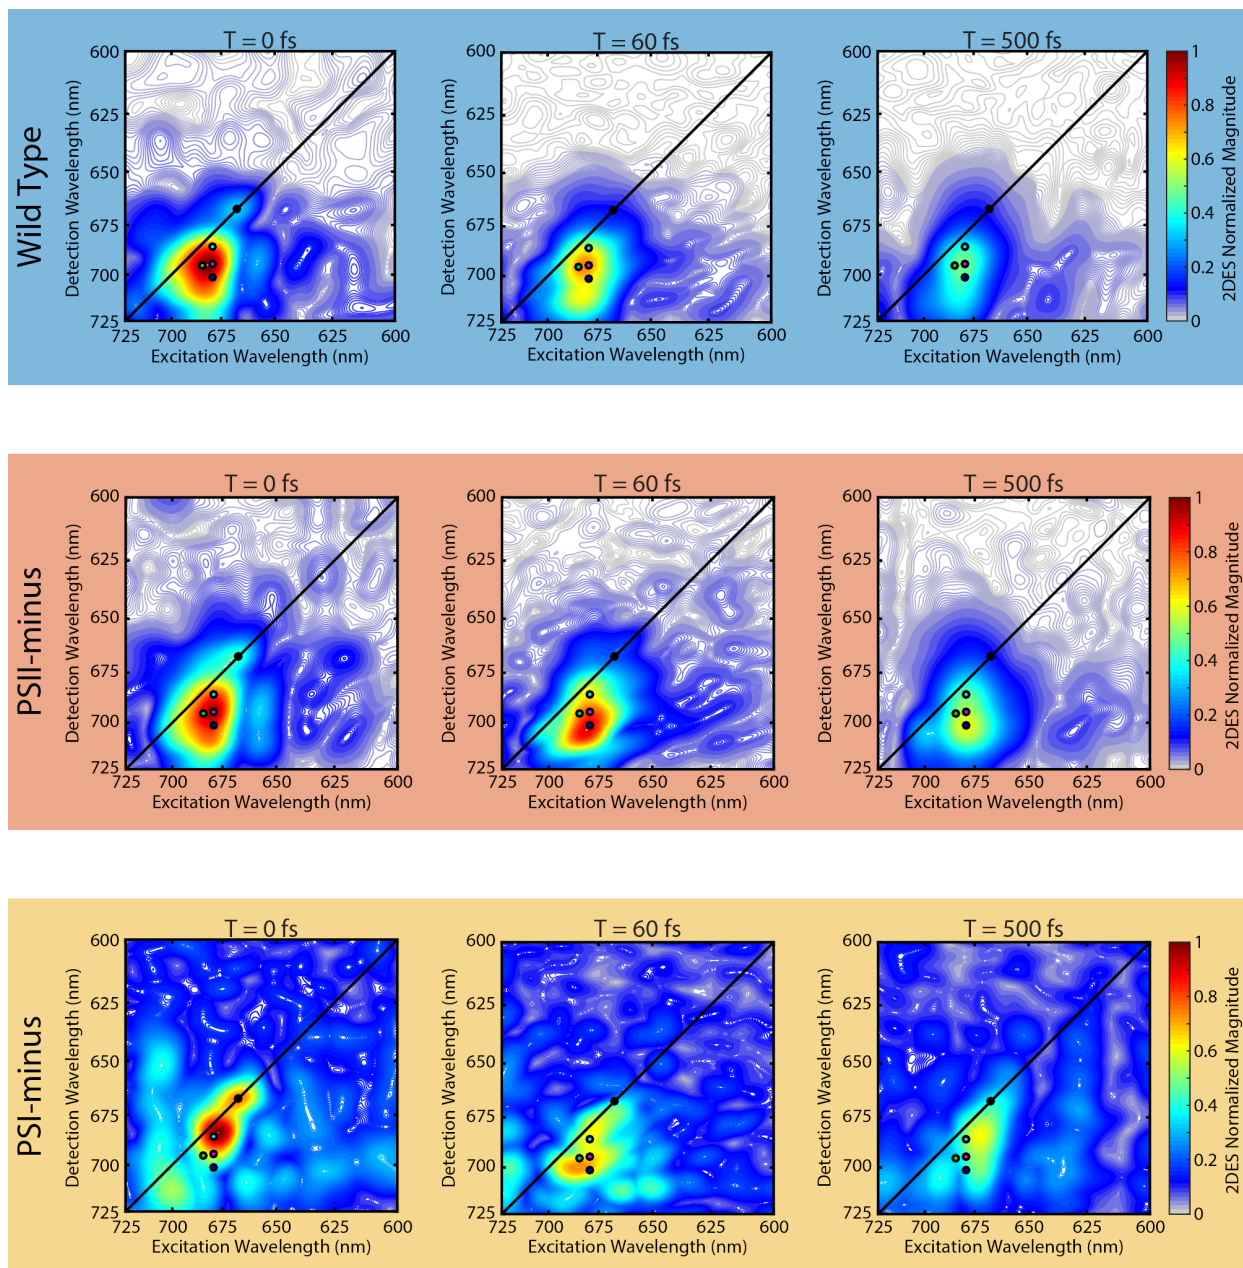 Wild Type
T = 0 fs
600
625
650
675
700
725
Detection Wavelength (nm)
725 700 675 650 625 600
Excitation Wavelength (nm)
T = 60 fs
600
625
650
675
700
725
Detection Wavelength (nm)
725 700 675 650 625 600
Excitation Wavelength (nm)
T = 500 fs
600
625
650
675
700
725
Detection Wavelength (nm)
725 700 675 650 625 600
Excitation Wavelength (nm)
1
0.8
0.6
0.4
0.2
0
2DES Normalized Magnitude
PSII-minus
T = 0 fs
600
625
650
675
700
725
Detection Wavelength (nm)
725 700 675 650 625 600
Excitation Wavelength (nm)
T = 60 fs
600
625
650
675
700
725
Detection Wavelength (nm)
725 700 675 650 625 600
Excitation Wavelength (nm)
T = 500 fs
600
625
650
675
700
725
Detection Wavelength (nm)
725 700 675 650 625 600
Excitation Wavelength (nm)
1
0.8
0.6
0.4
0.2
0
2DES Normalized Magnitude
PSI-minus
T = 0 fs
600
625
650
675
700
725
Detection Wavelength (nm)
725 700 675 650 625 600
Excitation Wavelength (nm)
T = 60 fs
600
625
650
675
700
725
Detection Wavelength (nm)
725 700 675 650 625 600
Excitation Wavelength (nm)
T = 500 fs
600
625
650
675
700
725
Detection Wavelength (nm)
725 700 675 650 625 600
Excitation Wavelength (nm)
1
0.8
0.6
0.4
0.2
0
2DES Normalized Magnitude